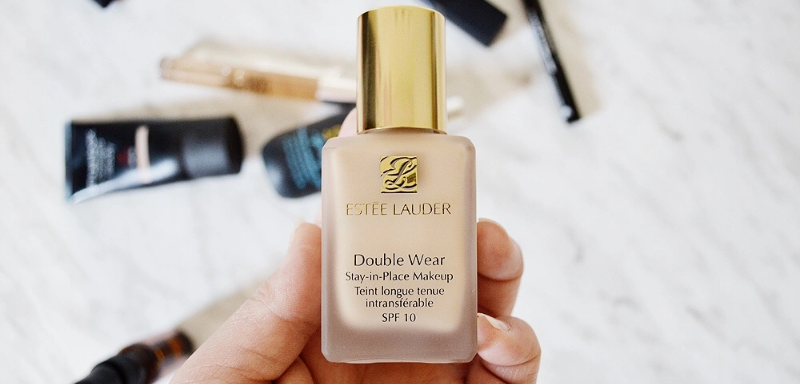 ESTĒE LAUDER
Double Wear
Stay-in-Place Makeup
Teint longue tenue
intransférable
SPF 10